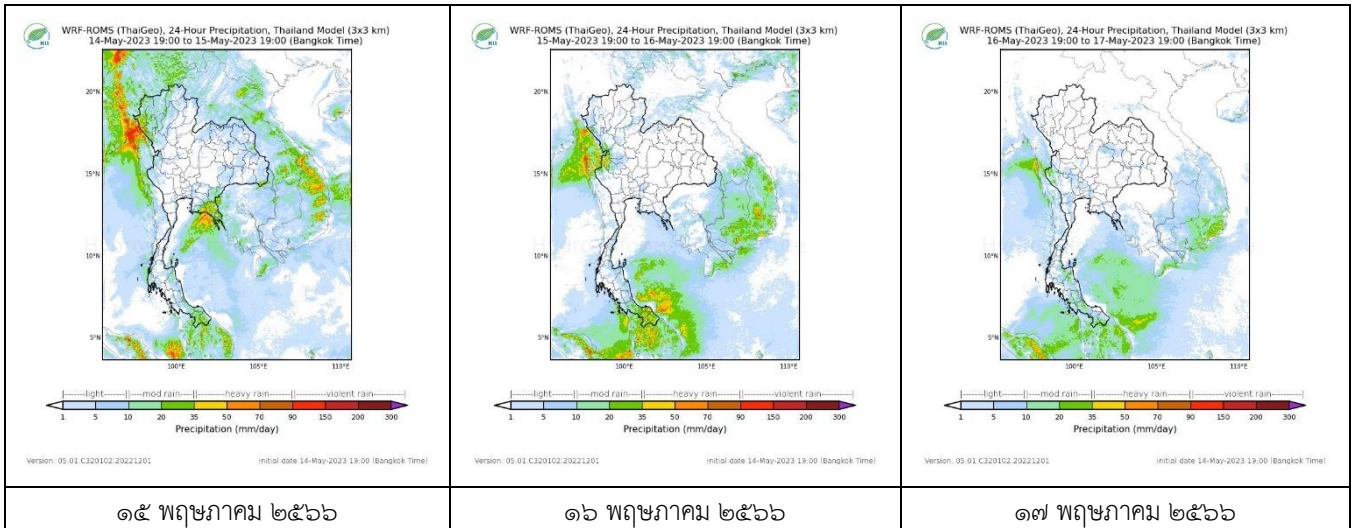 HII
WRF-ROMS (ThaiGeo), 24-Hour Precipitation, Thailand Model (3x3 km)
14-May-2023 19:00 to 15-May-2023 19:00 (Bangkok Time)
20°N
15°N
10°N
5°N
100°E 105°E 110°E
|------light------||----mod rain----||------heavy rain------||------violent rain------|
1 5 10 20 35 50 70 90 150 200 300
Precipitation (mm/day)
Version: 05.01.C320102.20221201 initial date 14-May-2023 19:00 (Bangkok Time)
๑๕ พฤษภาคม ๒๕๖๖
HII
WRF-ROMS (ThaiGeo), 24-Hour Precipitation, Thailand Model (3x3 km)
15-May-2023 19:00 to 16-May-2023 19:00 (Bangkok Time)
20°N
15°N
10°N
5°N
100°E 105°E 110°E
|------light------||----mod rain----||------heavy rain------||------violent rain------|
1 5 10 20 35 50 70 90 150 200 300
Precipitation (mm/day)
Version: 05.01.C320102.20221201 initial date 14-May-2023 19:00 (Bangkok Time)
๑๖ พฤษภาคม ๒๕๖๖
HII
WRF-ROMS (ThaiGeo), 24-Hour Precipitation, Thailand Model (3x3 km)
16-May-2023 19:00 to 17-May-2023 19:00 (Bangkok Time)
20°N
15°N
10°N
5°N
100°E 105°E 110°E
|------light------||----mod rain----||------heavy rain------||------violent rain------|
1 5 10 20 35 50 70 90 150 200 300
Precipitation (mm/day)
Version: 05.01.C320102.20221201 initial date 14-May-2023 19:00 (Bangkok Time)
๑๗ พฤษภาคม ๒๕๖๖